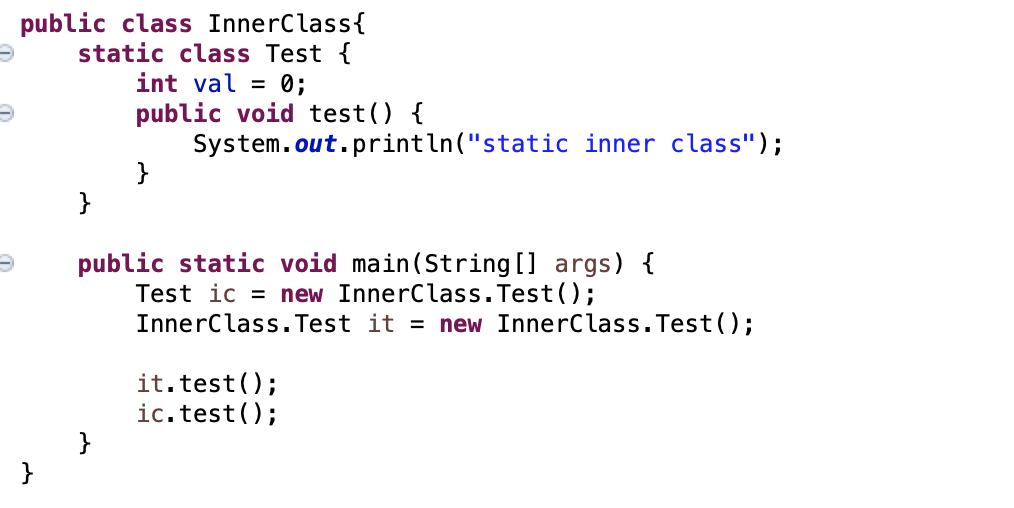 public class InnerClass{
    static class Test {
        int val = 0;
        public void test() {
            System.out.println("static inner class");
        }
    }

    public static void main(String[] args) {
        Test ic = new InnerClass.Test();
        InnerClass.Test it = new InnerClass.Test();

        it.test();
        ic.test();
    }
}